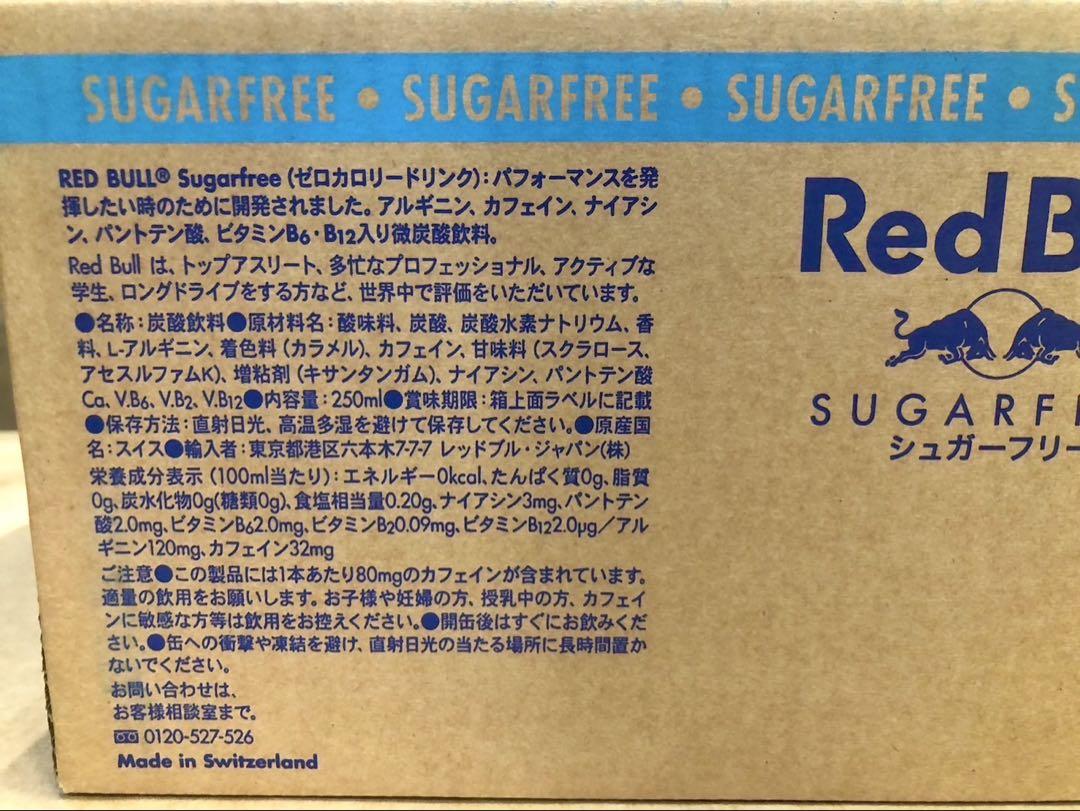 SUGARFREE • SUGARFREE • SUGARFREE • S
RED BULL® Sugarfree (ゼロカロリードリンク):パフォーマンスを発
揮したい時のために開発されました。アルギニン、カフェイン、ナイアシ
ン、パントテン酸、ビタミンB6・B12入り微炭酸飲料。
Red Bull は、トップアスリート、多忙なプロフェッショナル、アクティブな
学生、ロングドライブをする方など、世界中で評価をいただいています。
●名称:炭酸飲料●原材料名:酸味料、炭酸、炭酸水素ナトリウム、香
料、L-アルギニン、着色料(カラメル)、カフェイン、甘味料(スクラロース、
アセスルファムK)、増粘剤(キサンタンガム)、ナイアシン、パントテン酸
Ca、V.B6、V.B2、V.B12●内容量:250ml●賞味期限:箱上面ラベルに記載
●保存方法:直射日光、高温多湿を避けて保存してください。●原産国
名:スイス●輸入者:東京都港区六本木7-7-7 レッドブル・ジャパン(株)
栄養成分表示(100ml当たり):エネルギー0kcal、たんぱく質0g、脂質
0g、炭水化物0g(糖類0g)、食塩相当量0.20g、ナイアシン3mg、パントテン
酸2.0mg、ビタミンB62.0mg、ビタミンB20.09mg、ビタミンB122.0μg/アル
ギニン120mg、カフェイン32mg
ご注意●この製品には1本あたり80mgのカフェインが含まれています。
適量の飲用をお願いします。お子様や妊婦の方、授乳中の方、カフェイ
ンに敏感な方等は飲用をお控えください。●開缶後はすぐにお飲みくだ
さい。●缶への衝撃や凍結を避け、直射日光の当たる場所に長時間置か
ないでください。
お問い合わせは、
お客様相談室まで。
0120-527-526
Made in Switzerland
Red B
SUGARFRE
シュガーフリー